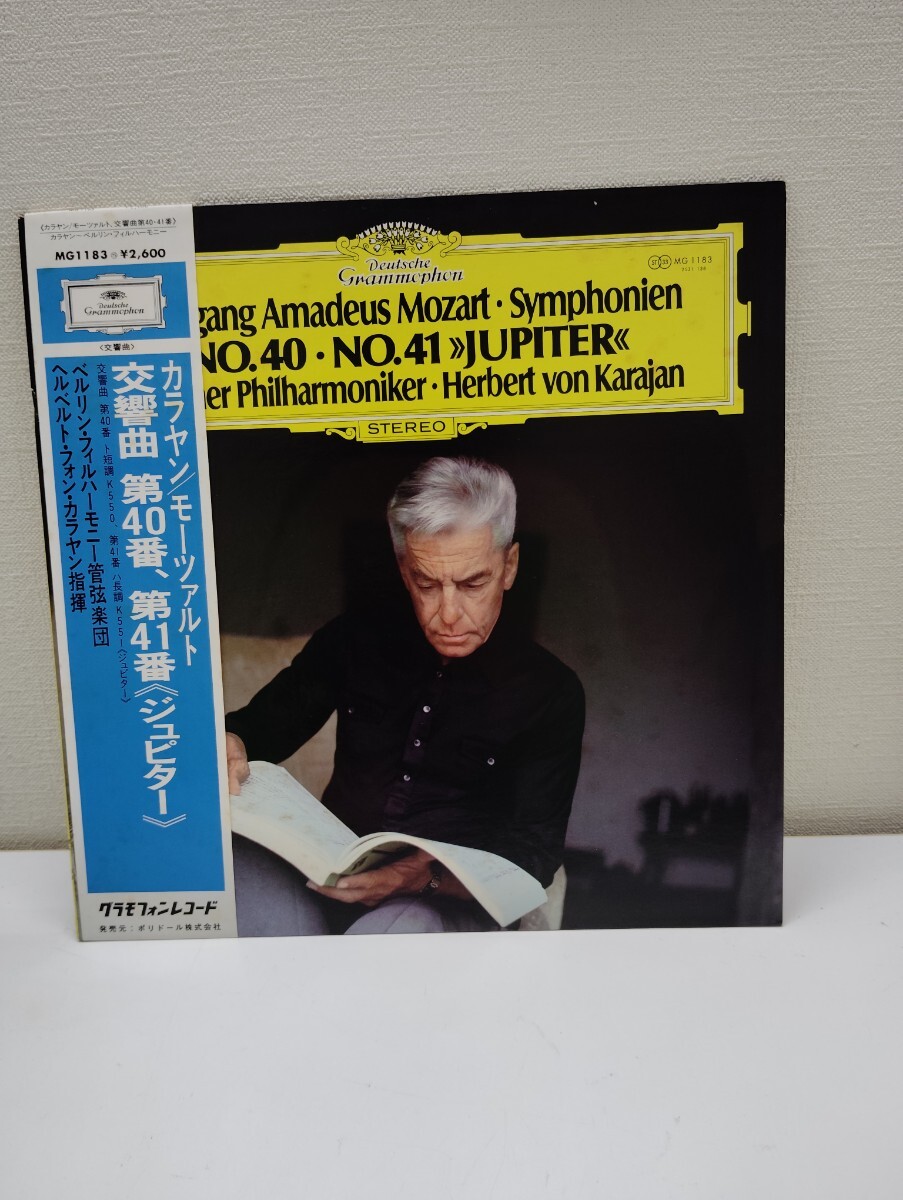 《カラヤン/モーツァルト、交響曲第40・41番》
カラヤン=ベルリン・フィルハーモニー
MG1183 ¥2,600
Deutsche
Grammophon
〈交響曲〉
カラヤン/モーツァルト
交響曲 第40番、第41番《ジュピター》
交響曲 第40番 ト短調 K550、第41番 ハ長調 K551《ジュピター》
ベルリン・フィルハーモニー管弦楽団
ヘルベルト・フォン・カラヤン指揮
グラモフォンレコード
発売元:ポリドール株式会社
Deutsche
Grammophon
ST 33 MG 1183
gang Amadeus Mozart · Symphonien
NO.40 · NO.41 »JUPITER«
ner Philharmoniker · Herbert von Karajan
STEREO